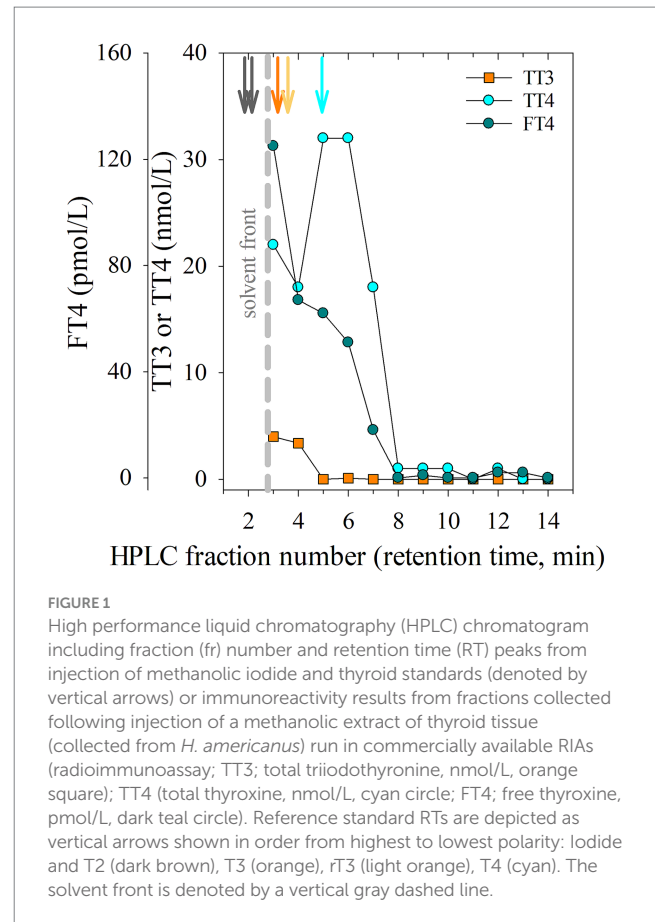 160
120
80
40
0
FT4 (pmol/L)
40
30
20
10
0
TT3 or TT4 (nmol/L)
solvent front
TT3
TT4
FT4
2 4 6 8 10 12 14
HPLC fraction number (retention time, min)
FIGURE 1
High performance liquid chromatography (HPLC) chromatogram
including fraction (fr) number and retention time (RT) peaks from
injection of methanolic iodide and thyroid standards (denoted by
vertical arrows) or immunoreactivity results from fractions collected
following injection of a methanolic extract of thyroid tissue
(collected from H. americanus) run in commercially available RIAs
(radioimmunoassay; TT3; total triiodothyronine, nmol/L, orange
square); TT4 (total thyroxine, nmol/L, cyan circle; FT4; free thyroxine,
pmol/L, dark teal circle). Reference standard RTs are depicted as
vertical arrows shown in order from highest to lowest polarity: Iodide
and T2 (dark brown), T3 (orange), rT3 (light orange), T4 (cyan). The
solvent front is denoted by a vertical gray dashed line.